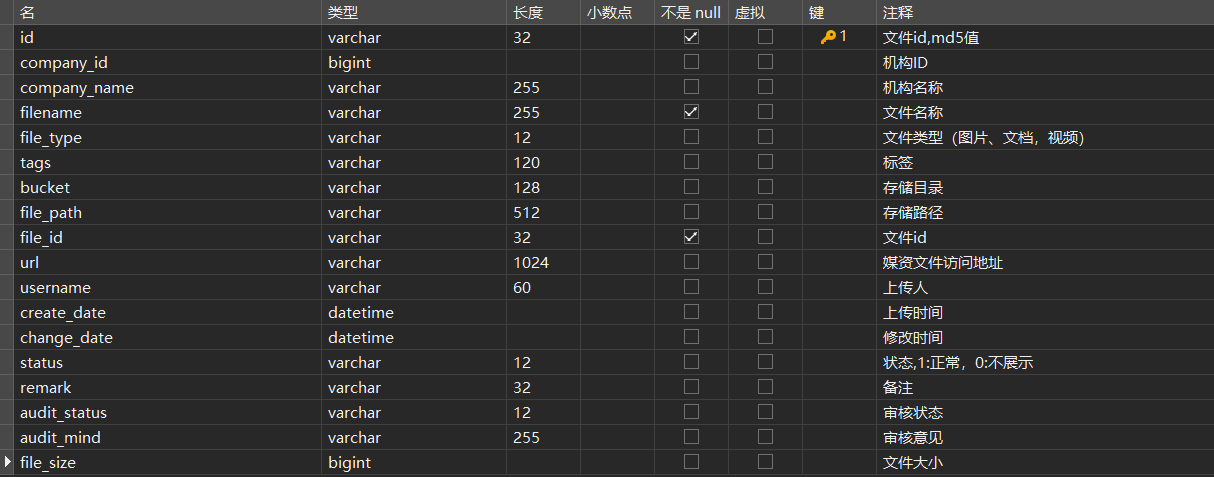 名 类型 长度 小数点 不是 null 虚拟 键 注释
id varchar 32 1 文件id,md5值
company_id bigint 机构ID
company_name varchar 255 机构名称
filename varchar 255 文件名称
file_type varchar 12 文件类型（图片、文档，视频）
tags varchar 120 标签
bucket varchar 128 存储目录
file_path varchar 512 存储路径
file_id varchar 32 文件id
url varchar 1024 媒资文件访问地址
username varchar 60 上传人
create_date datetime 上传时间
change_date datetime 修改时间
status varchar 12 状态,1:正常，0:不展示
remark varchar 32 备注
audit_status varchar 12 审核状态
audit_mind varchar 255 审核意见
file_size bigint 文件大小